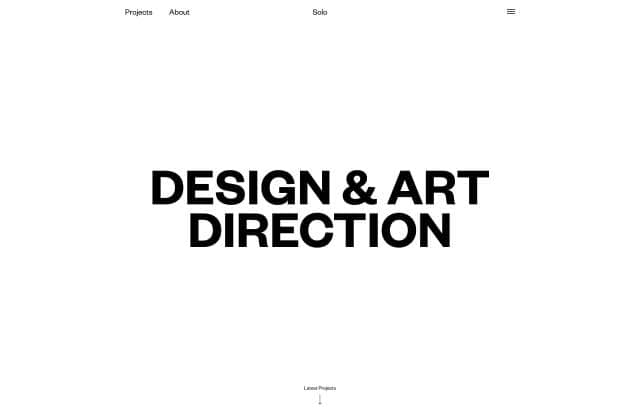 Projects About Solo
DESIGN & ART
DIRECTION
Latest Projects